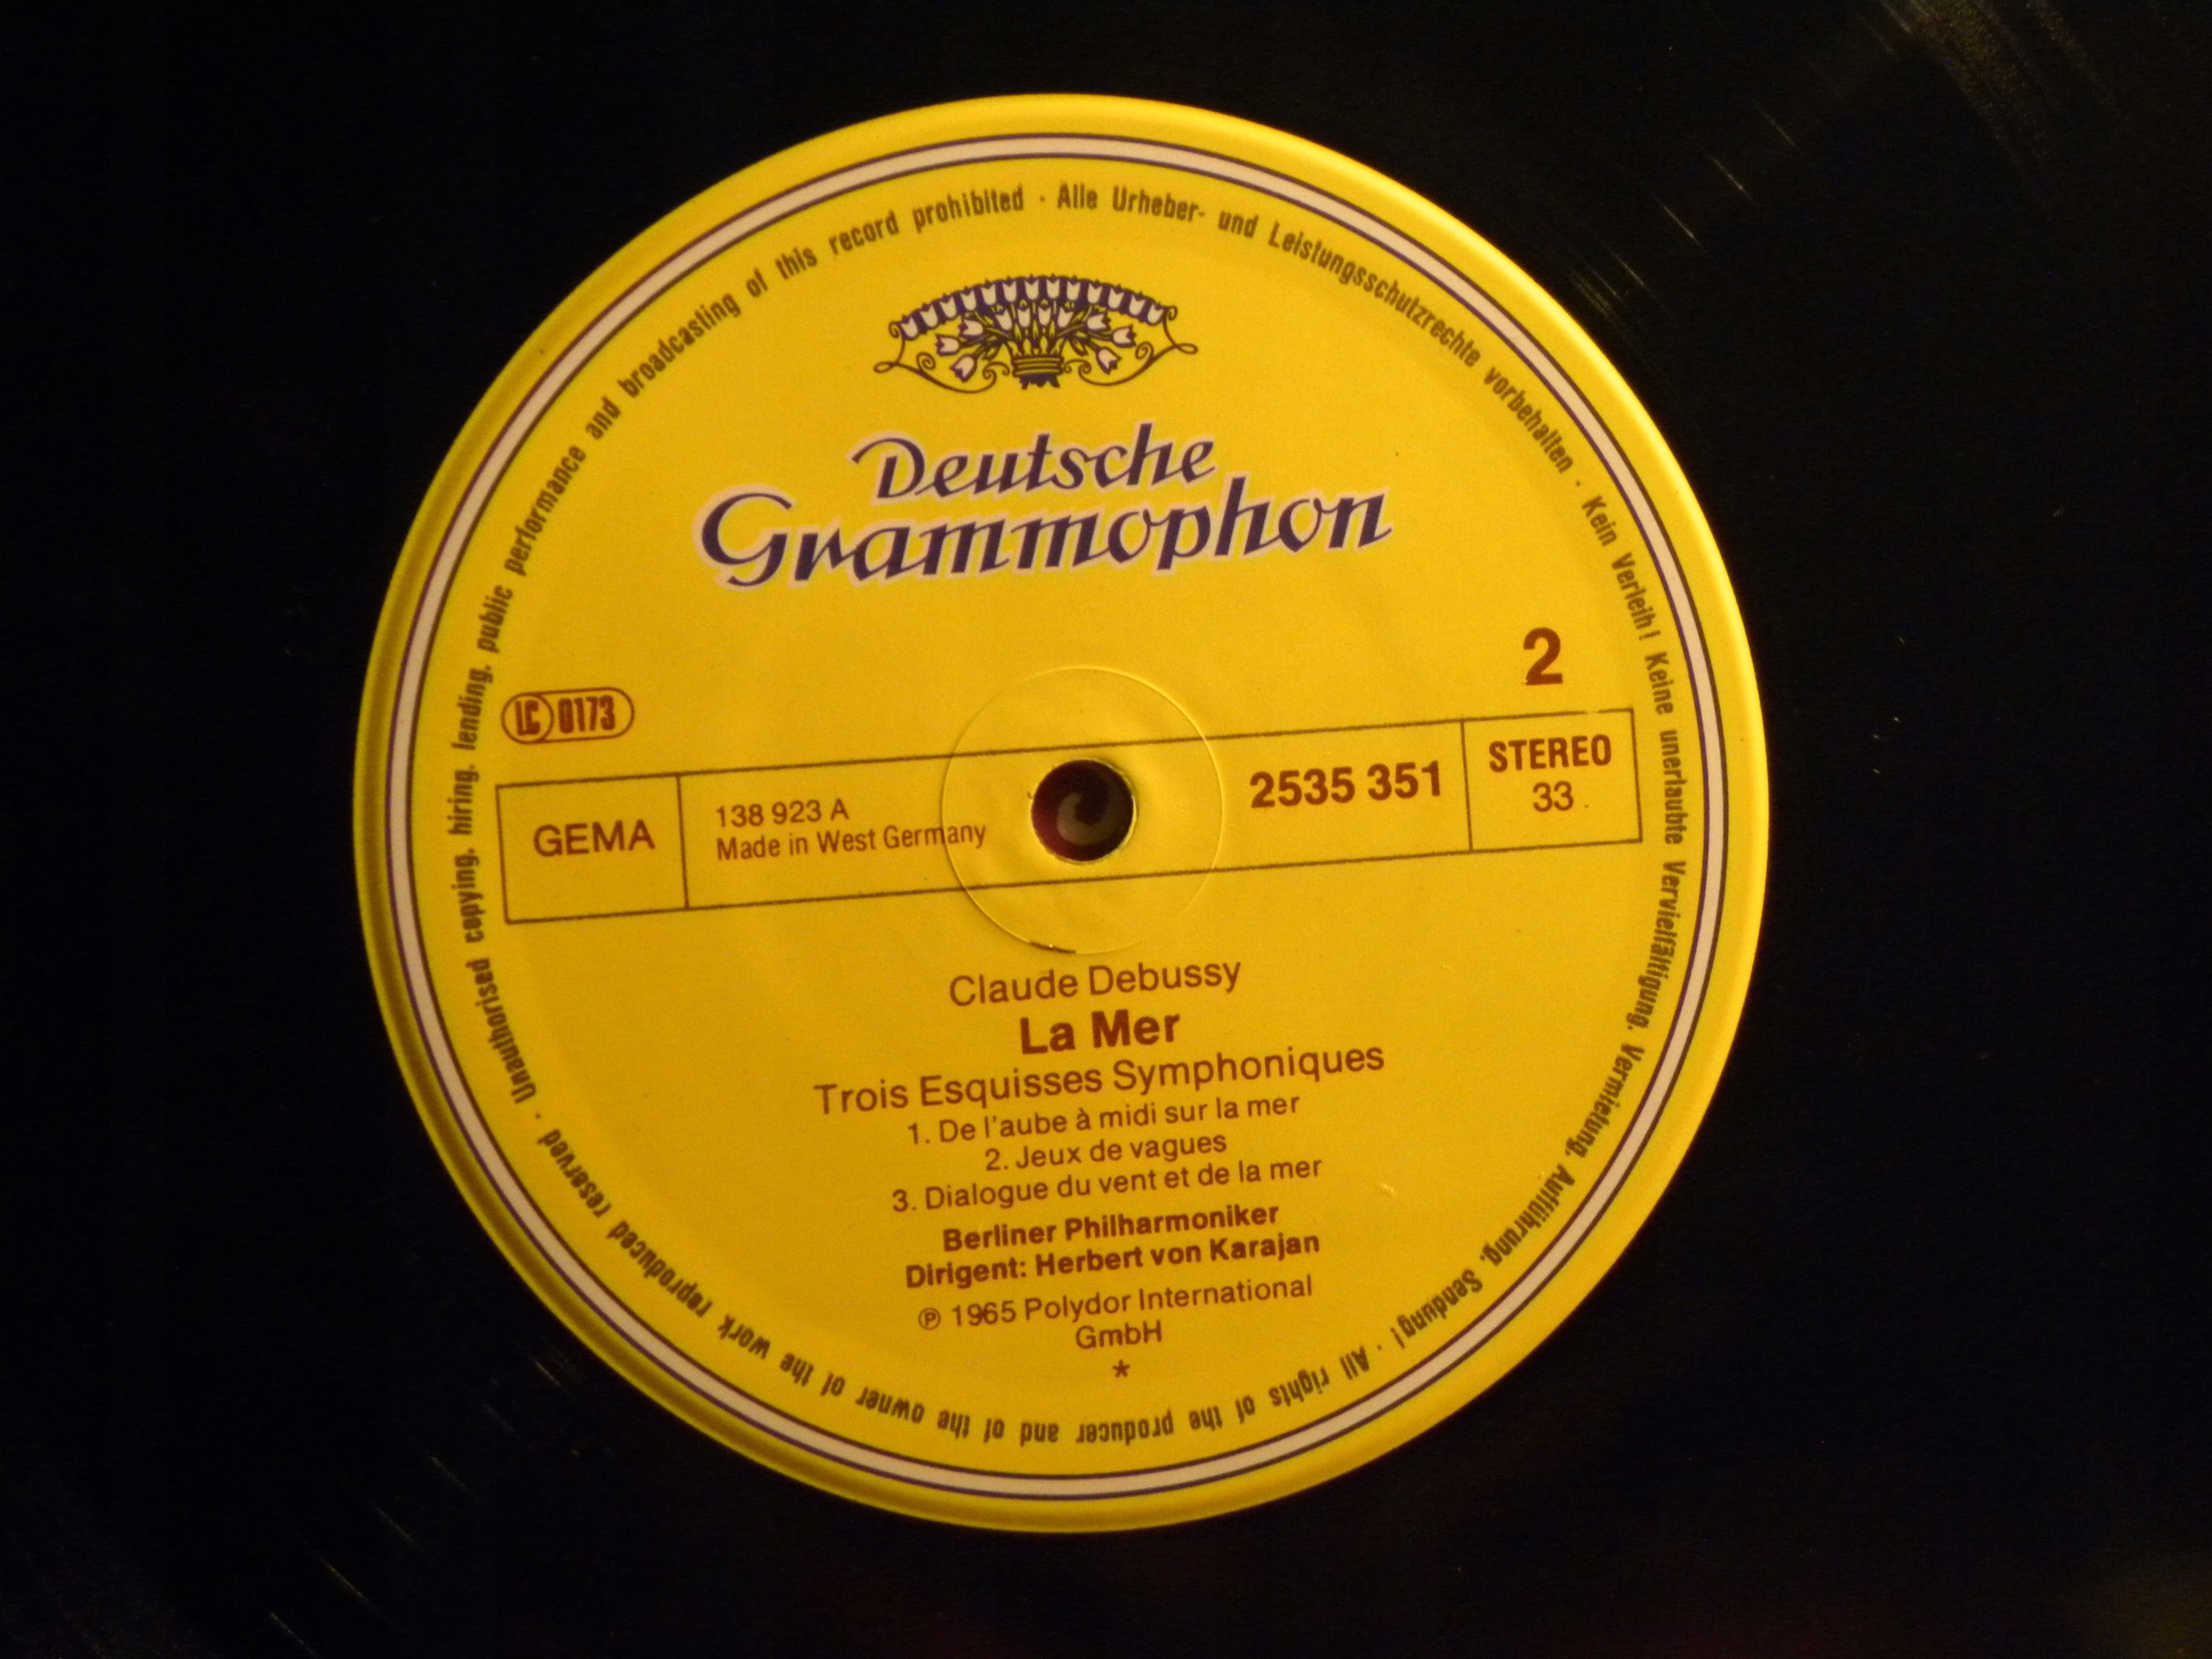 Deutsche
Grammophon
2
LC 0173
GEMA
138 923 A
Made in West Germany
2535 351
STEREO
33
Claude Debussy
La Mer
Trois Esquisses Symphoniques
1. De l'aube à midi sur la mer
2. Jeux de vagues
3. Dialogue du vent et de la mer
Berliner Philharmoniker
Dirigent: Herbert von Karajan
℗ 1965 Polydor International
GmbH
*
Alle Urheber- und Leistungsschutzrechte vorbehalten · Kein Verleih! Keine unerlaubte Vervielfältigung, Vermietung, Aufführung, Sendung! · All rights of the producer and of the owner of the work reproduced reserved · Unauthorised copying, hiring, lending, public performance and broadcasting of this record prohibited ·